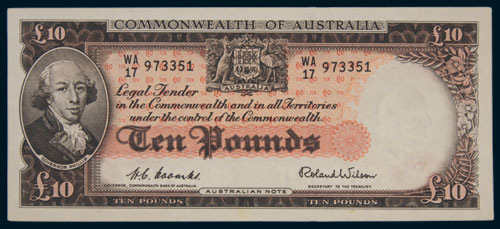 COMMONWEALTH OF AUSTRALIA
£10
£10
WA
17 973351
WA
17 973351
AUSTRALIA
Legal Tender
in the Commonwealth and in all Territories
under the control of the Commonwealth.
Ten Pounds
GOVERNOR PHILLIP
H.C. Coombs
Roland Wilson
GOVERNOR, COMMONWEALTH BANK OF AUSTRALIA.
SECRETARY TO THE TREASURY.
£10
£10
AUSTRALIAN NOTE
TEN POUNDS
TEN POUNDS